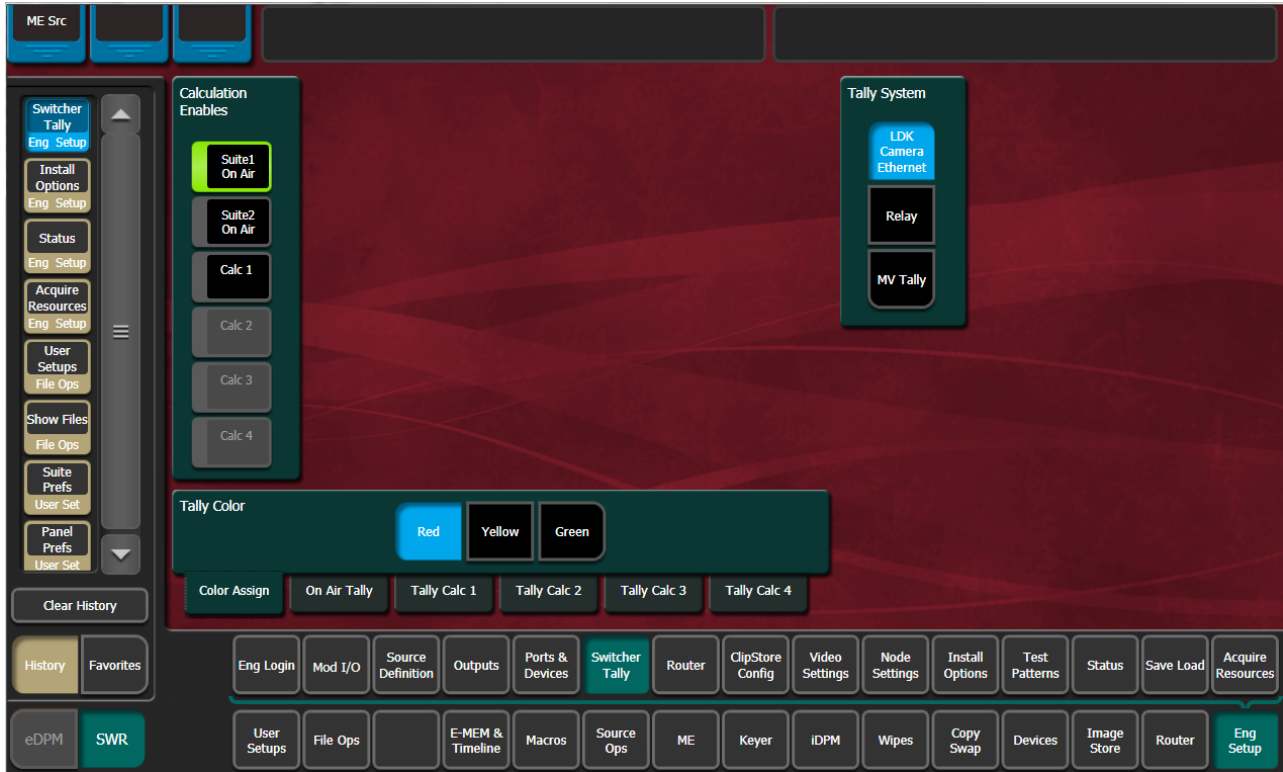 ME Src
Switcher
Tally
Eng Setup
Install
Options
Eng Setup
Status
Eng Setup
Acquire
Resources
Eng Setup
User
Setups
File Ops
Show Files
File Ops
Suite
Prefs
User Set
Panel
Prefs
User Set
Clear History
History
Favorites
eDPM
SWR
Calculation
Enables
Suite1
On Air
Suite2
On Air
Calc 1
Calc 2
Calc 3
Calc 4
Tally System
LDK
Camera
Ethernet
Relay
MV Tally
Tally Color
Red
Yellow
Green
Color Assign
On Air Tally
Tally Calc 1
Tally Calc 2
Tally Calc 3
Tally Calc 4
Eng Login
Mod I/O
Source
Definition
Outputs
Ports &
Devices
Switcher
Tally
Router
ClipStore
Config
Video
Settings
Node
Settings
Install
Options
Test
Patterns
Status
Save Load
Acquire
Resources
User
Setups
File Ops
E-MEM &
Timeline
Macros
Source
Ops
ME
Keyer
iDPM
Wipes
Copy
Swap
Devices
Image
Store
Router
Eng
Setup